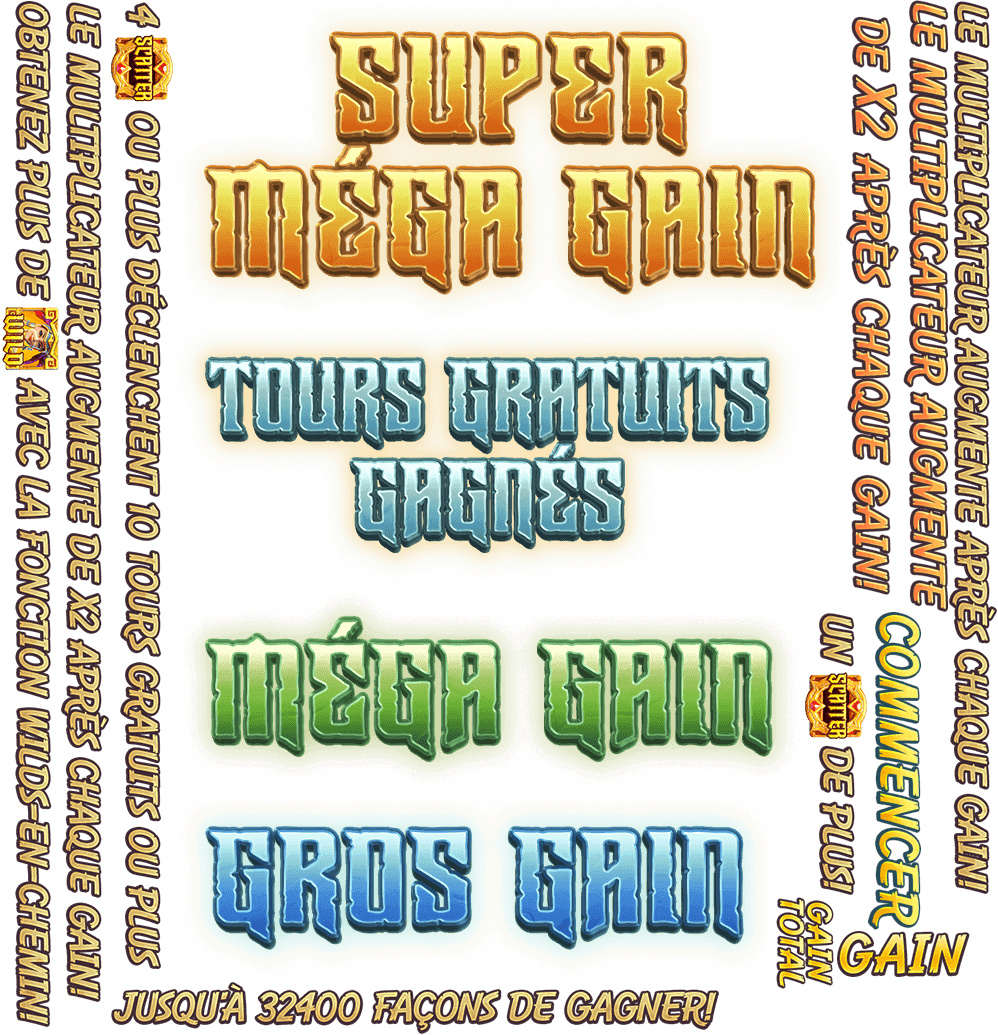 SUPER
MÉGA GAIN
TOURS GRATUITS
GAGNÉS
MÉGA GAIN
GROS GAIN
JUSQU'À 32400 FAÇONS DE GAGNER!
OBTENEZ PLUS DE WILD AVEC LA FONCTION WILDS-EN-CHEMIN!
LE MULTIPLICATEUR AUGMENTE DE X2 APRÈS CHAQUE GAIN!
4 SCATTER OU PLUS DÉCLENCHENT 10 TOURS GRATUITS OU PLUS
LE MULTIPLICATEUR AUGMENTE APRÈS CHAQUE GAIN!
LE MULTIPLICATEUR AUGMENTE
DE X2 APRÈS CHAQUE GAIN!
COMMENCER
UN SCATTER DE PLUS!
GAIN
TOTAL
GAIN